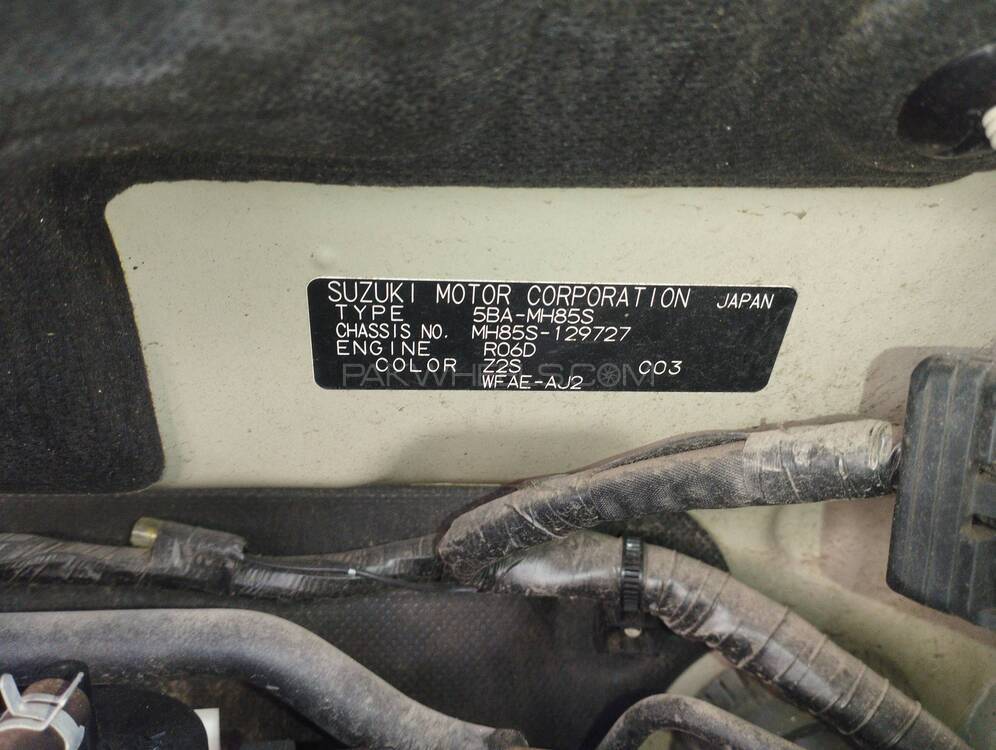 SUZUKI MOTOR CORPORATION JAPAN
TYPE 5BA-MH85S
CHASSIS NO. MH85S-129727
ENGINE R06D
COLOR Z2S C03
PAKWHEELS.COM
WFAE-AJ2